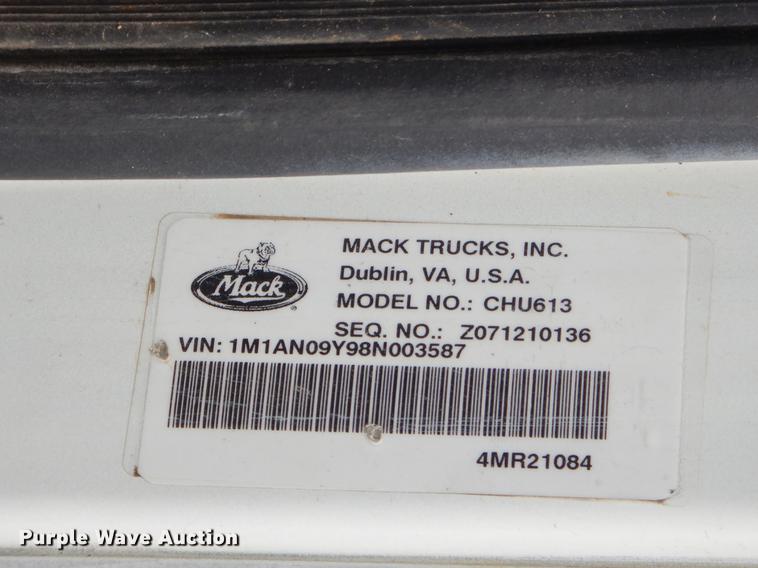 MACK TRUCKS, INC.
Dublin, VA, U.S.A.
Mack
MODEL NO.: CHU613
SEQ. NO.: Z071210136
VIN: 1M1AN09Y98N003587
4MR21084
Purple Wave Auction